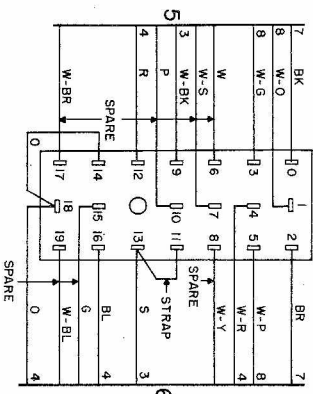 5 6
7 BK 0 2 BR 7
8 W-O 1
8 W-G 3 5 W-P 8
4 W-R 4
W 6 8 W-Y
W-S 7
SPARE
3 W-BK 9 11
P 10
STRAP
4 R 12 13 S 3
SPARE
14 16 BL 4
15 G
W-BR 17 19 W-BL
18
O O 4
SPARE